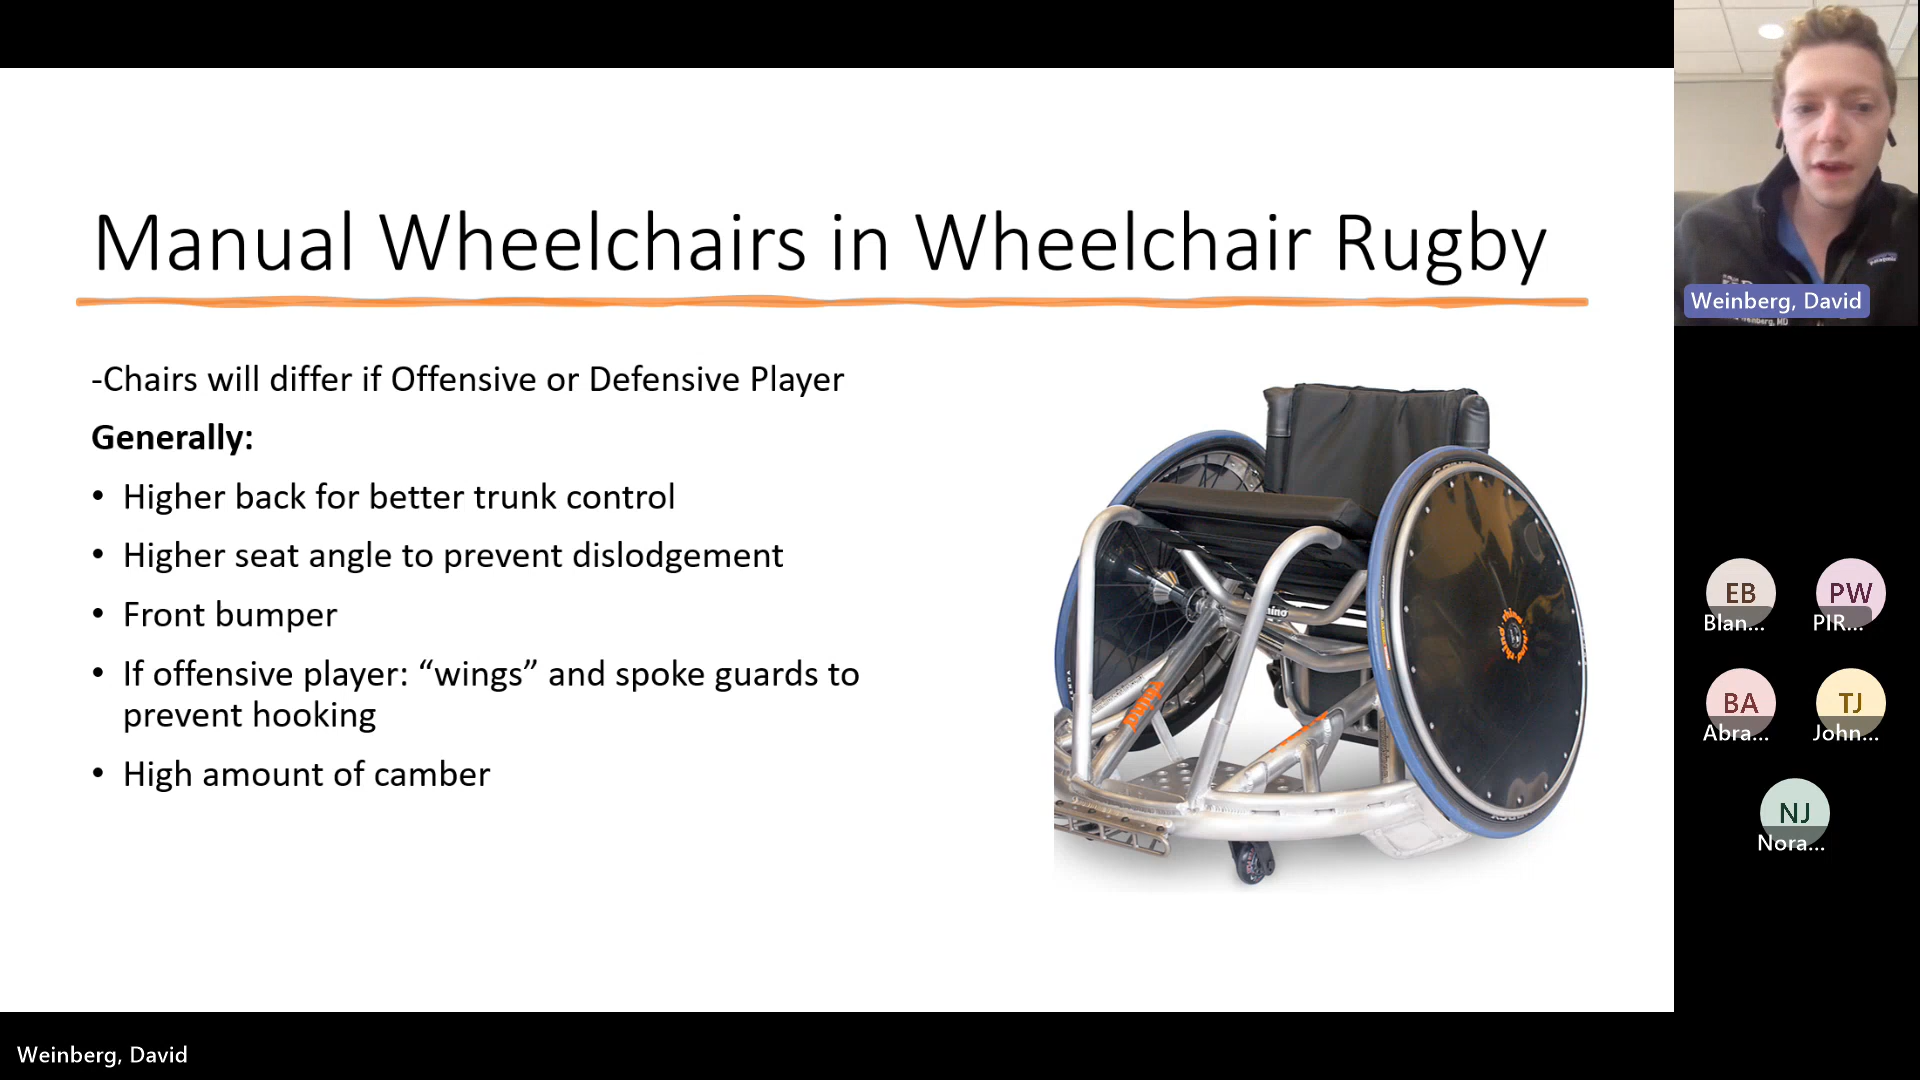 Manual Wheelchairs in Wheelchair Rugby
-Chairs will differ if Offensive or Defensive Player
Generally:
• Higher back for better trunk control
• Higher seat angle to prevent dislodgement
• Front bumper
• If offensive player: “wings” and spoke guards to
prevent hooking
• High amount of camber
rhino
rhino
Weinberg, David
EB
Blan...
PW
PIR...
BA
Abra...
TJ
John...
NJ
Nora...
Weinberg, David